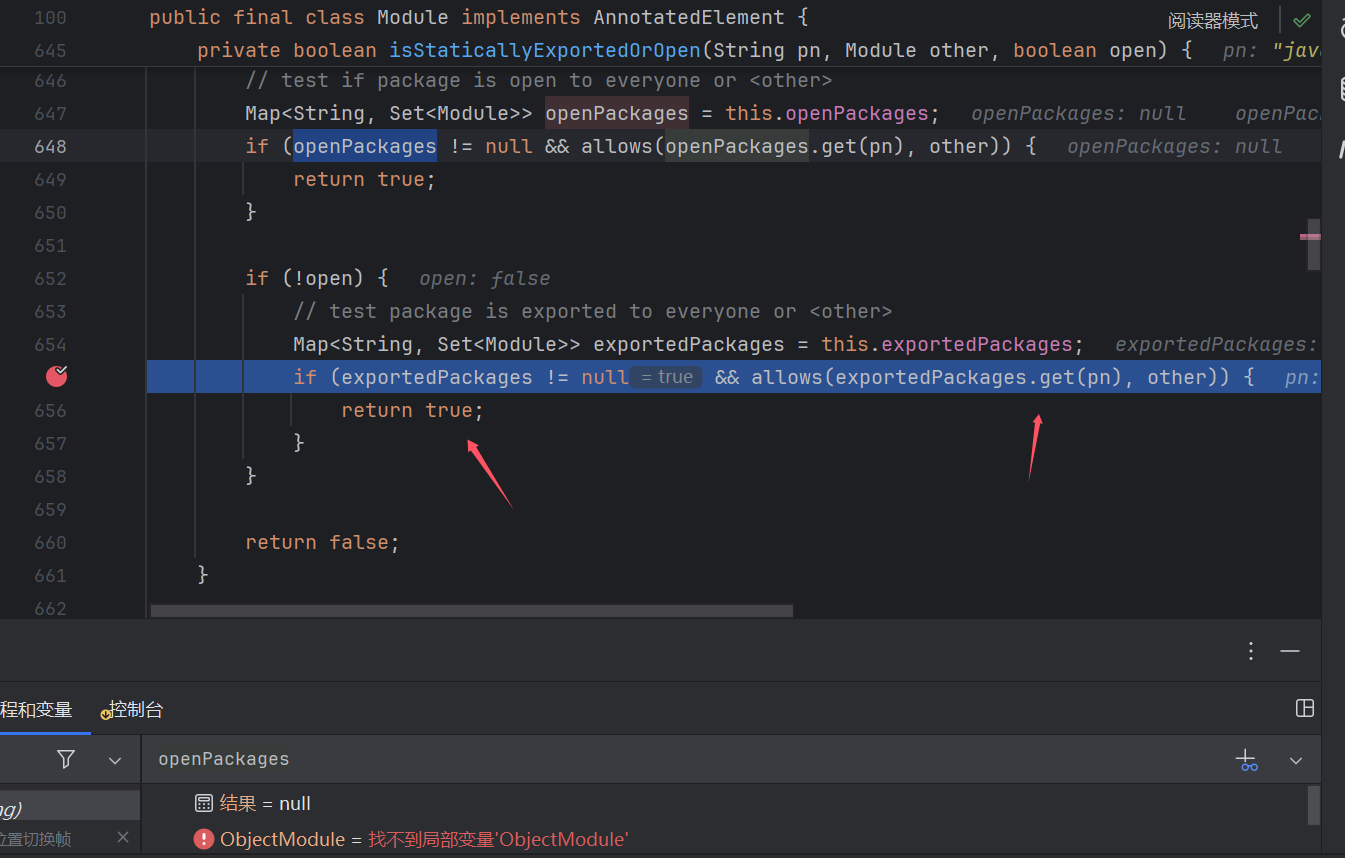 100 public final class Module implements AnnotatedElement {
阅读器模式
645 private boolean isStaticallyExportedOrOpen(String pn, Module other, boolean open) { pn: "jav
646 // test if package is open to everyone or <other>
647 Map<String, Set<Module>> openPackages = this.openPackages; openPackages: null openPac
648 if (openPackages != null && allows(openPackages.get(pn), other)) { openPackages: null
649 return true;
650 }
651
652 if (!open) { open: false
653 // test package is exported to everyone or <other>
654 Map<String, Set<Module>> exportedPackages = this.exportedPackages; exportedPackages:
if (exportedPackages != null = true && allows(exportedPackages.get(pn), other)) { pn:
656 return true;
657 }
658 }
659
660 return false;
661 }
662
程和变量 控制台
openPackages
结果 = null
ng)
ObjectModule = 找不到局部变量'ObjectModule'
位置切换帧